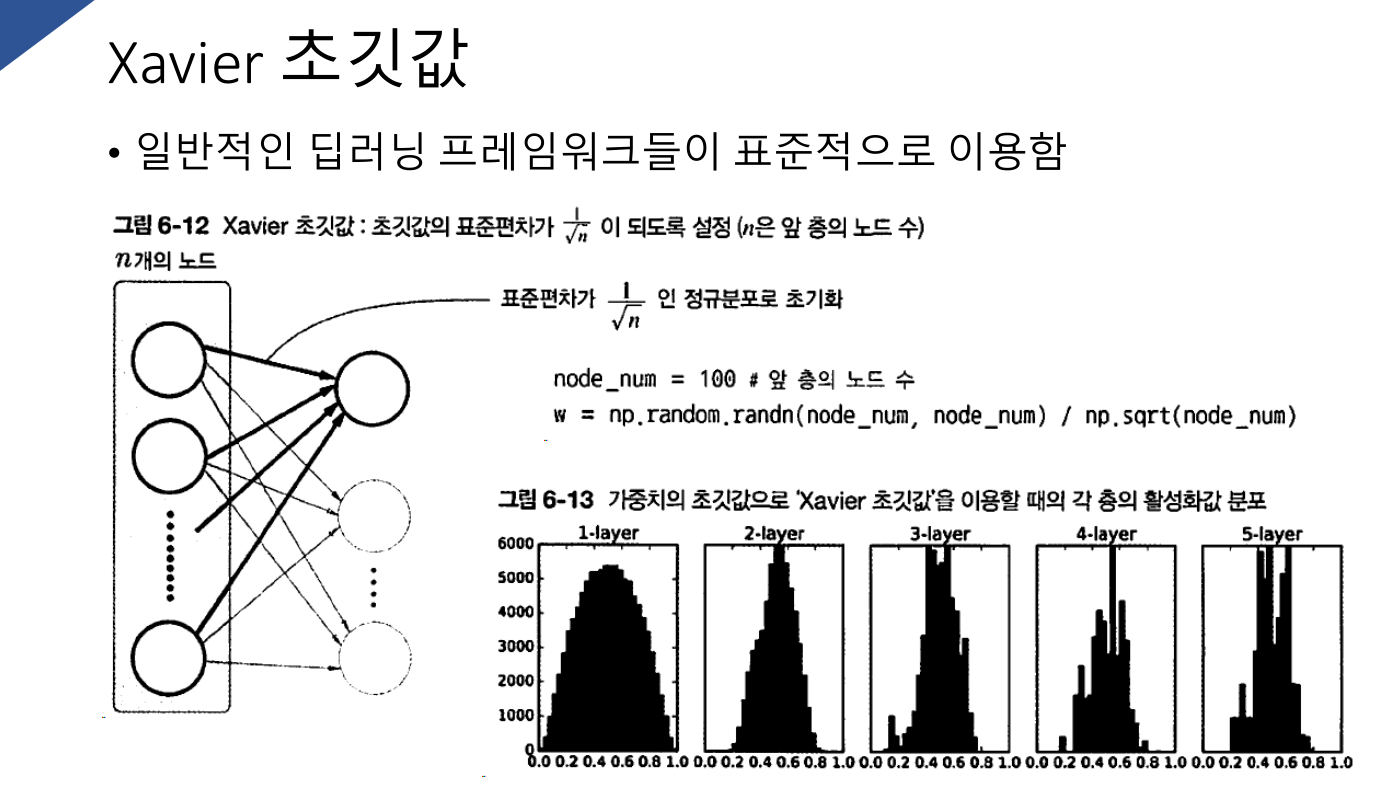 Xavier 초깃값
• 일반적인 딥러닝 프레임워크들이 표준적으로 이용함
그림 6-12 Xavier 초깃값 : 초깃값의 표준편차가 1/√n 이 되도록 설정 (n은 앞 층의 노드 수)
n개의 노드
표준편차가 1/√n 인 정규분포로 초기화
node_num = 100 # 앞 층의 노드 수
w = np.random.randn(node_num, node_num) / np.sqrt(node_num)
그림 6-13 가중치의 초깃값으로 'Xavier 초깃값'을 이용할 때의 각 층의 활성화값 분포
1-layer 2-layer 3-layer 4-layer 5-layer
6000
5000
4000
3000
2000
1000
0
0.0 0.2 0.4 0.6 0.8 1.0 0.0 0.2 0.4 0.6 0.8 1.0 0.0 0.2 0.4 0.6 0.8 1.0 0.0 0.2 0.4 0.6 0.8 1.0 0.0 0.2 0.4 0.6 0.8 1.0